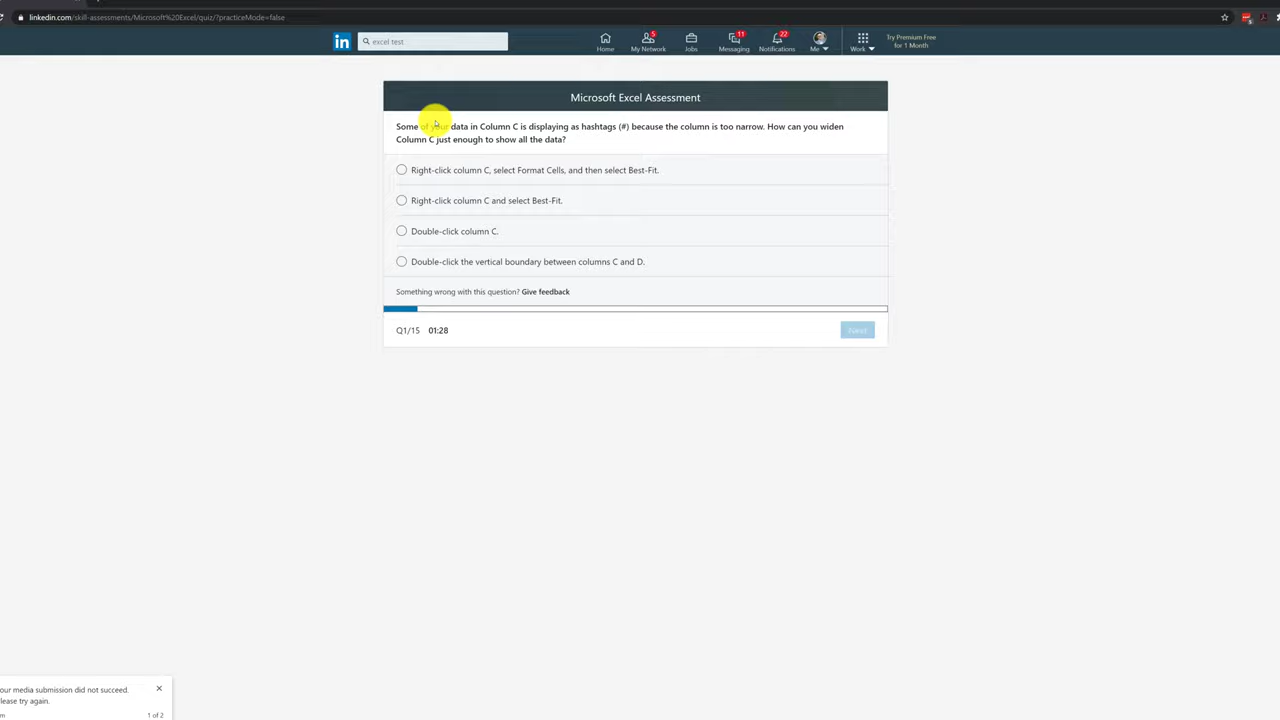 linkedin.com/skill-assessments/Microsoft%20Excel/quiz/?practiceMode=false
in
excel test
Home
5
My Network
Jobs
11
Messaging
22
Notifications
Me
Work
Try Premium Free
for 1 Month
Microsoft Excel Assessment
Some of your data in Column C is displaying as hashtags (#) because the column is too narrow. How can you widen
Column C just enough to show all the data?
Right-click column C, select Format Cells, and then select Best-Fit.
Right-click column C and select Best-Fit.
Double-click column C.
Double-click the vertical boundary between columns C and D.
Something wrong with this question? Give feedback
Q1/15 01:28
Next
our media submission did not succeed.
lease try again.
1 of 2